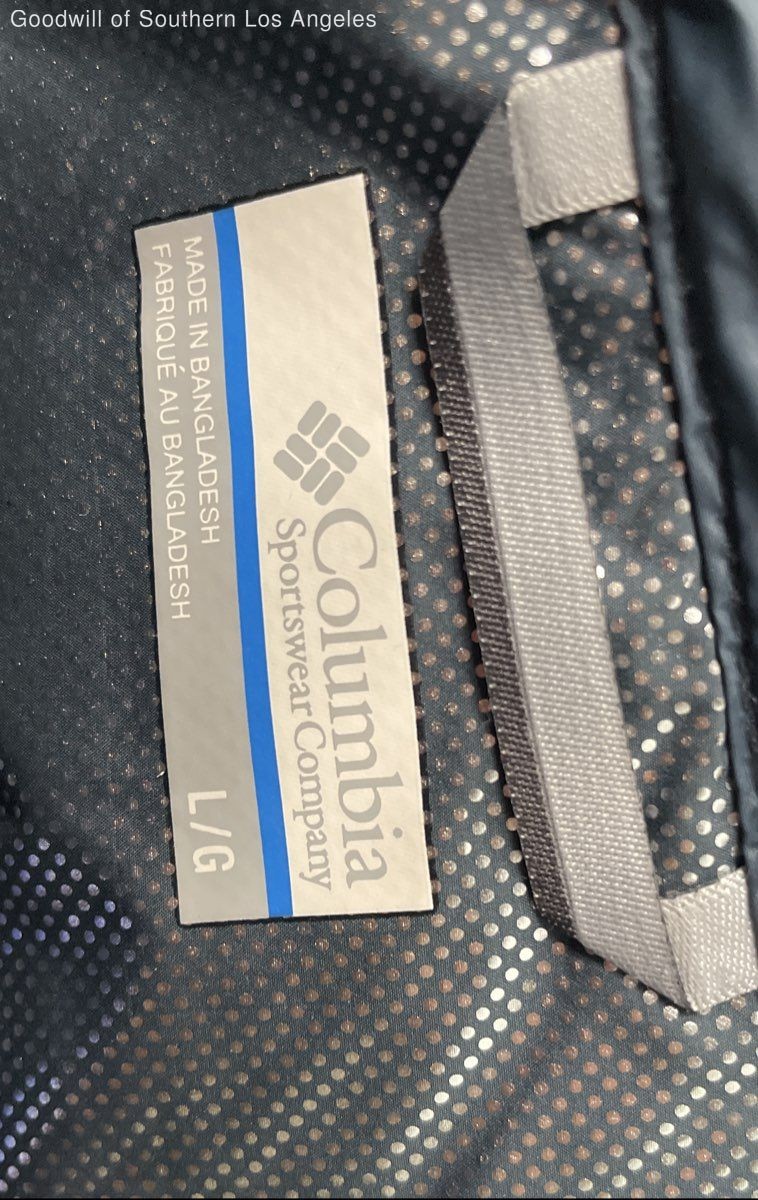 Goodwill of Southern Los Angeles
Columbia
Sportswear Company
MADE IN BANGLADESH
FABRIQUÉ AU BANGLADESH
L/G